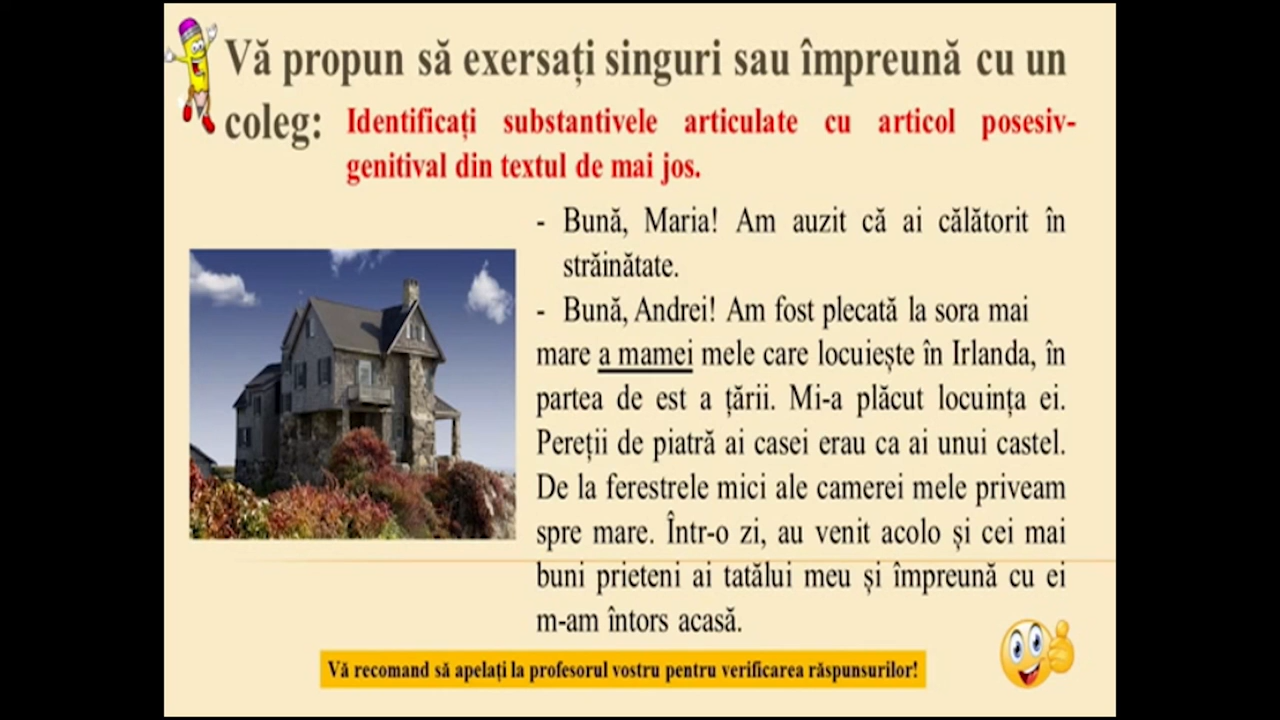 Vă propun să exersați singuri sau împreună cu un
coleg:
Identificați substantivele articulate cu articol posesiv-
genitival din textul de mai jos.
- Bună, Maria! Am auzit că ai călătorit în
străinătate.
- Bună, Andrei! Am fost plecată la sora mai
mare a mamei mele care locuiește în Irlanda, în
partea de est a țării. Mi-a plăcut locuința ei.
Pereții de piatră ai casei erau ca ai unui castel.
De la ferestrele mici ale camerei mele priveam
spre mare. Într-o zi, au venit acolo și cei mai
buni prieteni ai tatălui meu și împreună cu ei
m-am întors acasă.
Vă recomand să apelați la profesorul vostru pentru verificarea răspunsurilor!